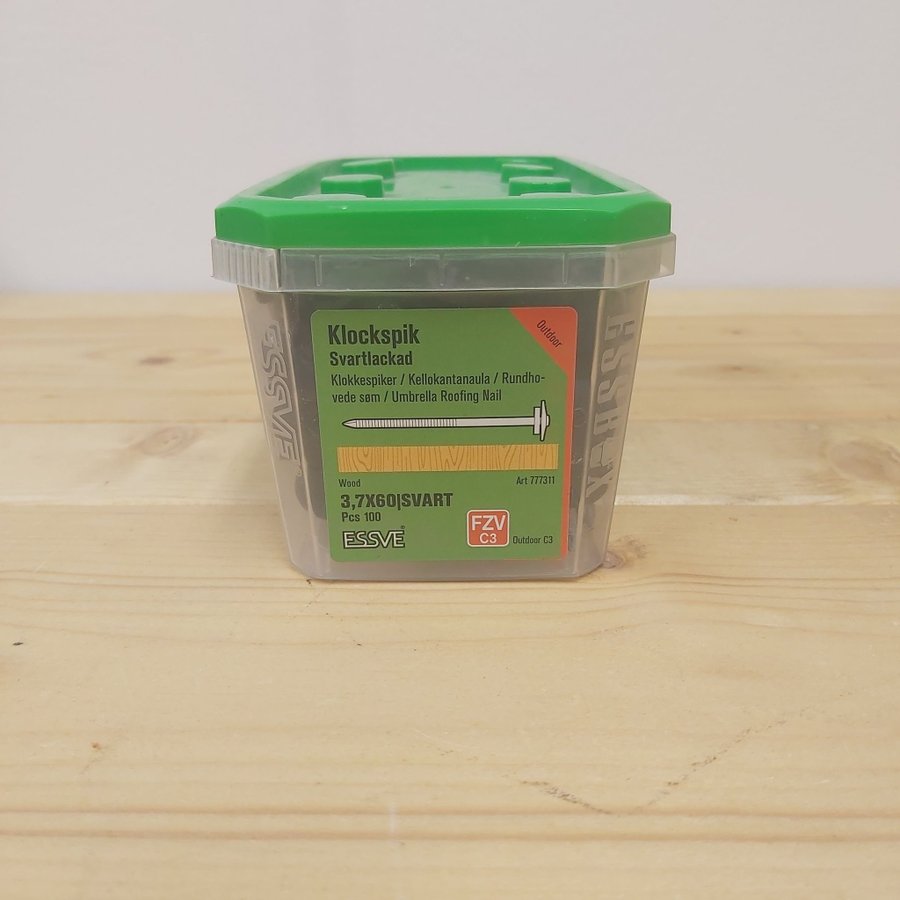 Klockspik
Outdoor
Svartlackad
Klokkespiker / Kellokantanaula / Rundho-
vede søm / Umbrella Roofing Nail
Wood
Art 777311
3,7X60|SVART
Pcs 100
ESSVE®
FZV
C3
Outdoor C3
ESSVE
ESSBOX